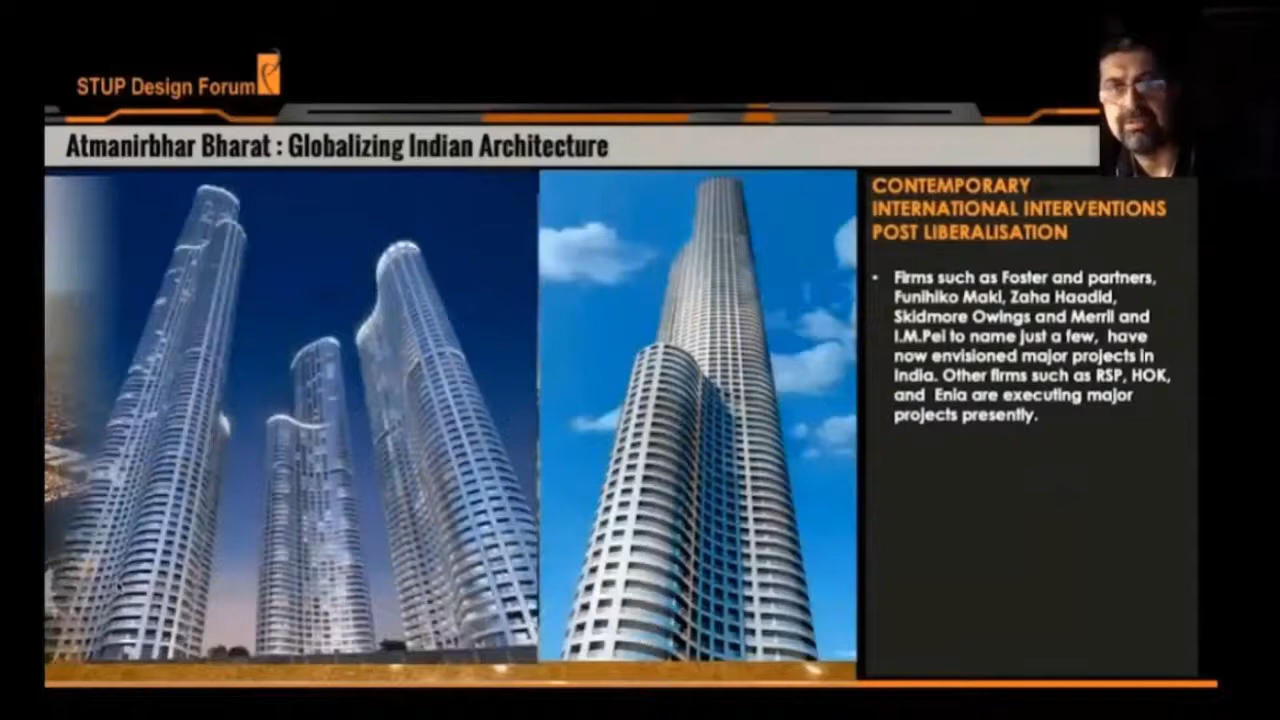 STUP Design Forum
Atmanirbhar Bharat : Globalizing Indian Architecture
CONTEMPORARY
INTERNATIONAL INTERVENTIONS
POST LIBERALISATION
• Firms such as Foster and partners,
Funihiko Maki, Zaha Haadid,
Skidmore Owings and Merril and
I.M.Pei to name just a few, have
now envisioned major projects in
India. Other firms such as RSP, HOK,
and Enia are executing major
projects presently.